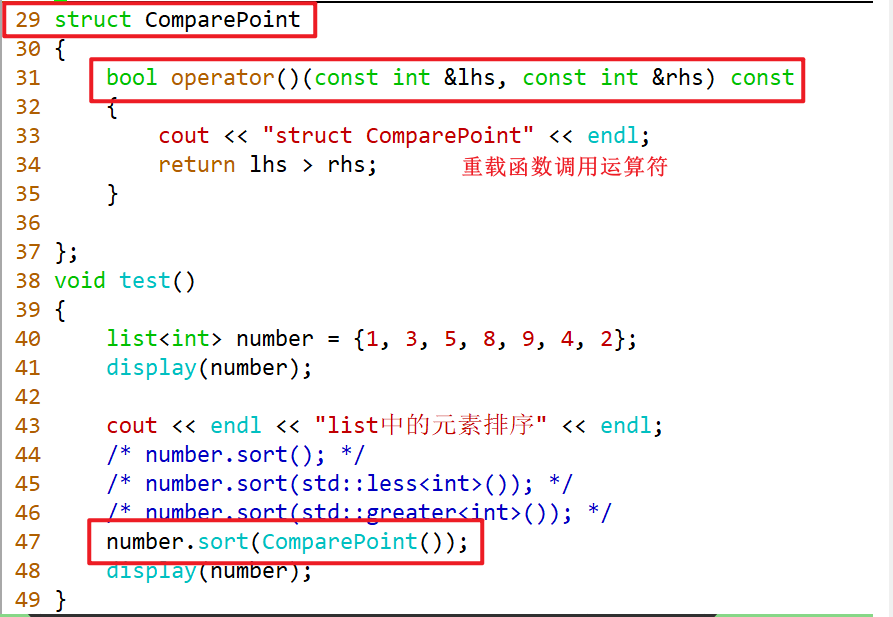 29 struct ComparePoint
30 {
31     bool operator()(const int &lhs, const int &rhs) const
32     {
33         cout << "struct ComparePoint" << endl;
34         return lhs > rhs; 重载函数调用运算符
35     }
36
37 };
38 void test()
39 {
40     list<int> number = {1, 3, 5, 8, 9, 4, 2};
41     display(number);
42
43     cout << endl << "list中的元素排序" << endl;
44     /* number.sort(); */
45     /* number.sort(std::less<int>()); */
46     /* number.sort(std::greater<int>()); */
47     number.sort(ComparePoint());
48     display(number);
49 }